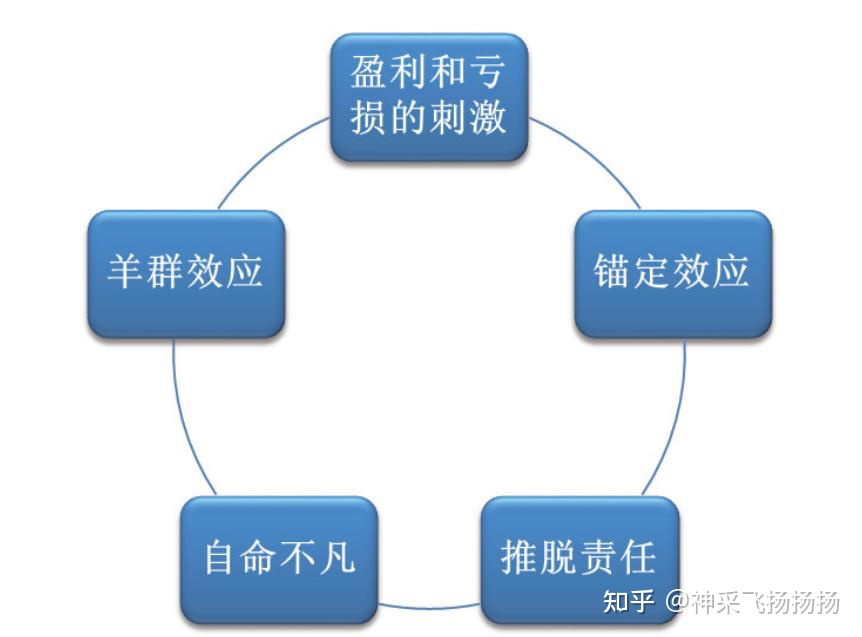 盈利和亏
损的刺激
羊群效应
锚定效应
自命不凡
推脱责任
知乎 @神采飞扬扬扬